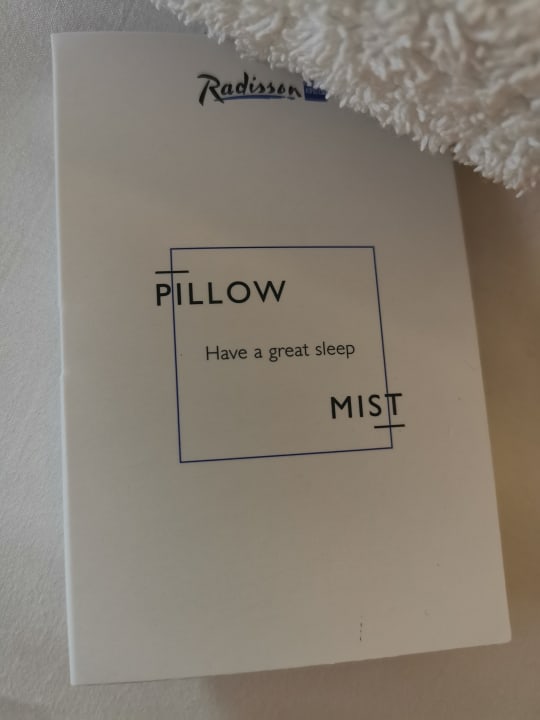 Radisson
PILLOW
Have a great sleep
MIST